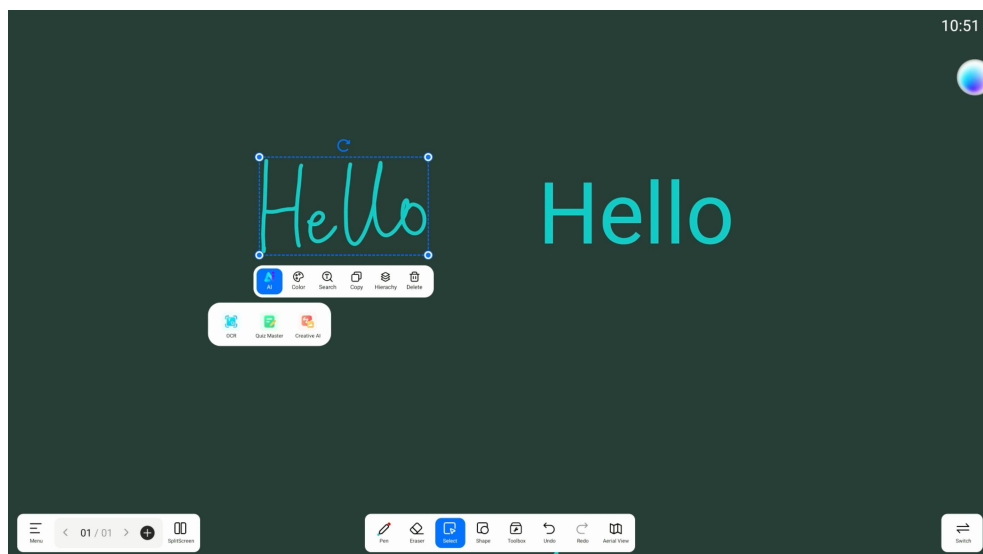 10:51
Hello Hello
AI Color Search Copy Hierachy Delete
OCR Quiz Master Creative AI
Menu 01 / 01 SplitScreen Pen Eraser Select Shape Toolbox Undo Redo Aerial View Switch